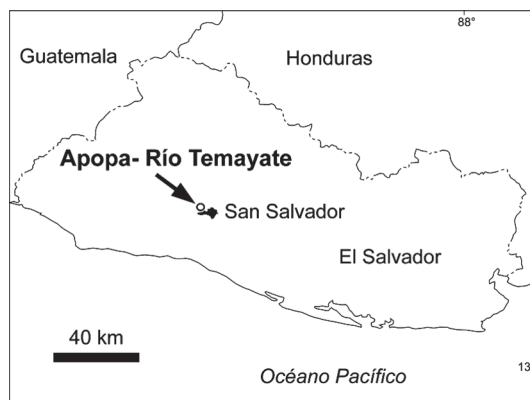 88°
Guatemala
Honduras
Apopa- Río Temayate
San Salvador
El Salvador
40 km
13
Océano Pacífico